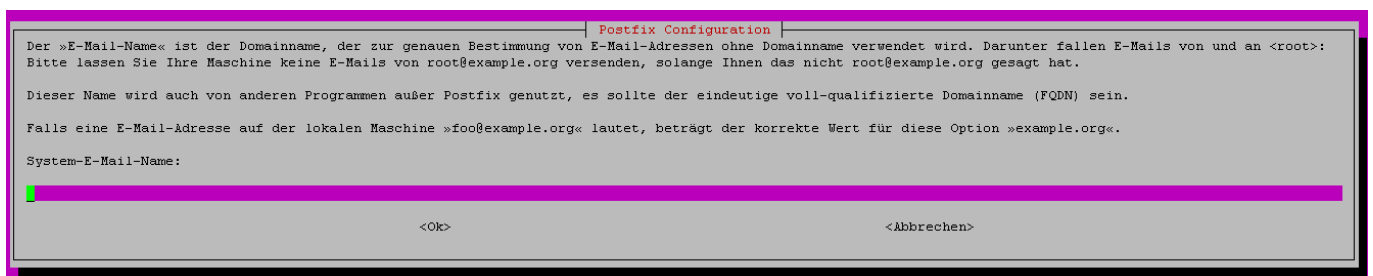 Postfix Configuration
Der »E-Mail-Name« ist der Domainname, der zur genauen Bestimmung von E-Mail-Adressen ohne Domainname verwendet wird. Darunter fallen E-Mails von und an <root>:
Bitte lassen Sie Ihre Maschine keine E-Mails von root@example.org versenden, solange Ihnen das nicht root@example.org gesagt hat.
Dieser Name wird auch von anderen Programmen außer Postfix genutzt, es sollte der eindeutige voll-qualifizierte Domainname (FQDN) sein.
Falls eine E-Mail-Adresse auf der lokalen Maschine »foo@example.org« lautet, beträgt der korrekte Wert für diese Option »example.org«.
System-E-Mail-Name:
<Ok> <Abbrechen>